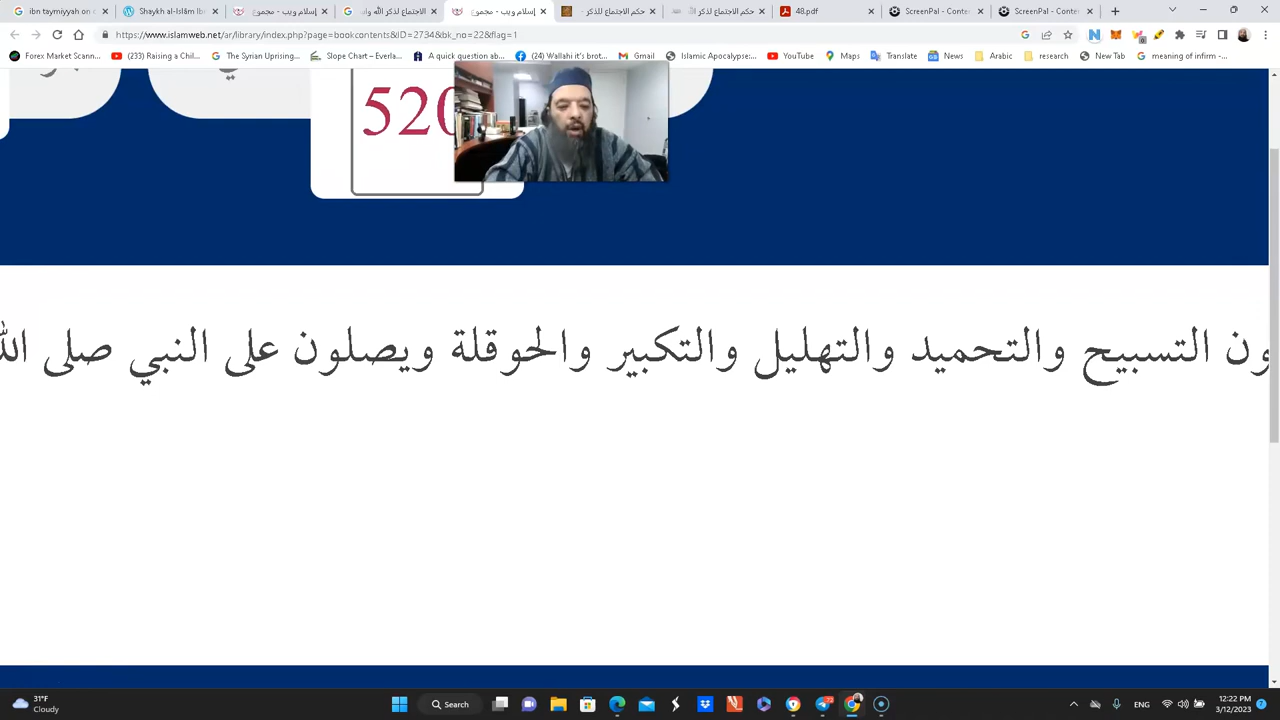 ibn taymiyyah on c
Shaykh al-Islām Ib
إسلام ويب - مجموع
إسلام ويب - مجموع
حكم الاجتماع للذكر
حكم الاجتماع لذكر الله
48.pdf
ScreenPal - Conte
ScreenPal - Conte
https://www.islamweb.net/ar/library/index.php?page=bookcontents&ID=2734&bk_no=22&flag=1
Forex Market Scann...
(233) Raising a Chil...
The Syrian Uprising...
Slope Chart – Everla...
A quick question ab...
(24) Wallahi it's brot...
Gmail
Islamic Apocalypse:...
YouTube
Maps
Translate
News
Arabic
research
New Tab
meaning of infirm -...
520
ون التسبيح والتحميد والتهليل والتكبير والحوقلة ويصلون على النبي صلى الله
31°F
Cloudy
Search
ENG
12:22 PM
3/12/2023